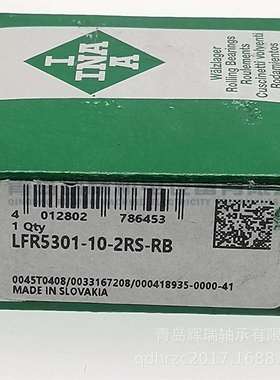 I
INA
A
Wälzlager
Rolling Bearings
Roulements
Cuscinetti volventi
Rodamientos
4 012802 786453
1 Qty
LFR5301-10-2RS-RB
0045T0408/0033167208/000418935-0000-41
MADE IN SLOVAKIA
青岛辉瑞轴承有限
qdhrzc2017.1688